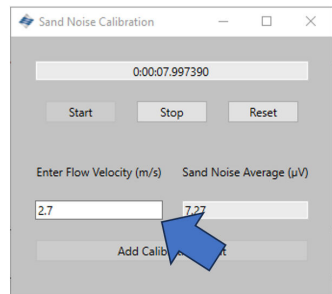 Sand Noise Calibration
0:00:07.997390
Start Stop Reset
Enter Flow Velocity (m/s) Sand Noise Average (µV)
2.7 7.27
Add